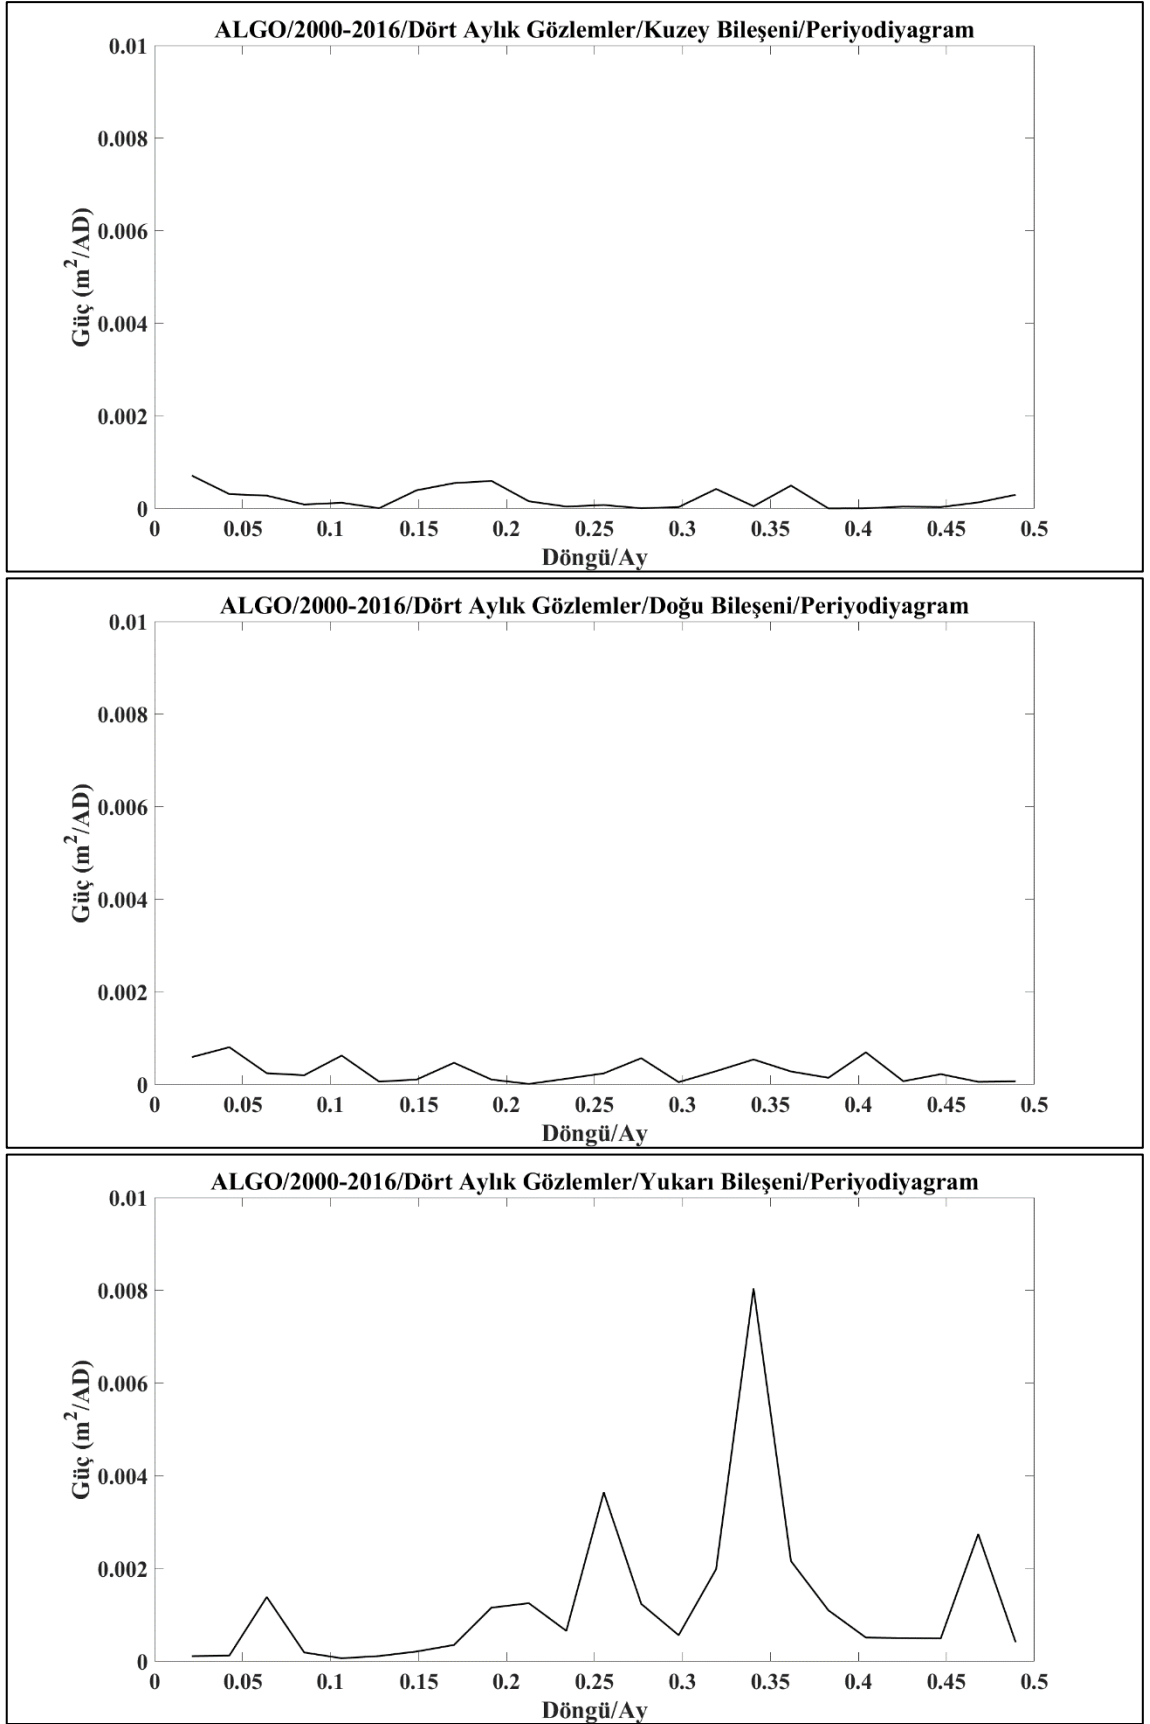 ALGO/2000-2016/Dört Aylık Gözlemler/Kuzey Bileşeni/Periyodiyagram
0.01
0.008
0.006
0.004
0.002
0
Güç (m²/AD)
0 0.05 0.1 0.15 0.2 0.25 0.3 0.35 0.4 0.45 0.5
Döngü/Ay
ALGO/2000-2016/Dört Aylık Gözlemler/Doğu Bileşeni/Periyodiyagram
0.01
0.008
0.006
0.004
0.002
0
Güç (m²/AD)
0 0.05 0.1 0.15 0.2 0.25 0.3 0.35 0.4 0.45 0.5
Döngü/Ay
ALGO/2000-2016/Dört Aylık Gözlemler/Yukarı Bileşeni/Periyodiyagram
0.01
0.008
0.006
0.004
0.002
0
Güç (m²/AD)
0 0.05 0.1 0.15 0.2 0.25 0.3 0.35 0.4 0.45 0.5
Döngü/Ay